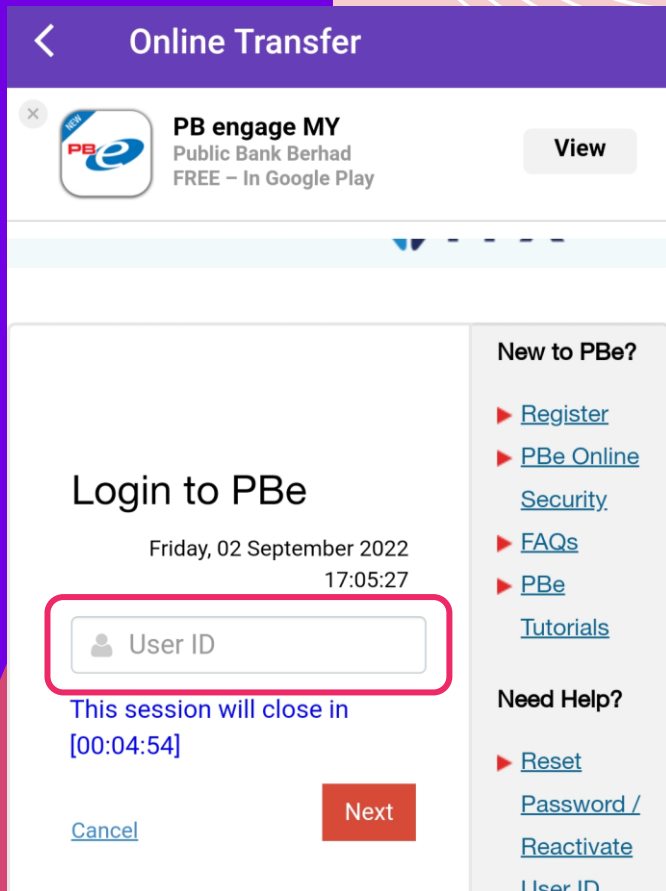 Online Transfer
NEW
PBe
PB engage MY
Public Bank Berhad
FREE – In Google Play
View
Login to PBe
Friday, 02 September 2022
17:05:27
User ID
This session will close in
[00:04:54]
Cancel
Next
New to PBe?
Register
PBe Online
Security
FAQs
PBe
Tutorials
Need Help?
Reset
Password /
Reactivate
User ID